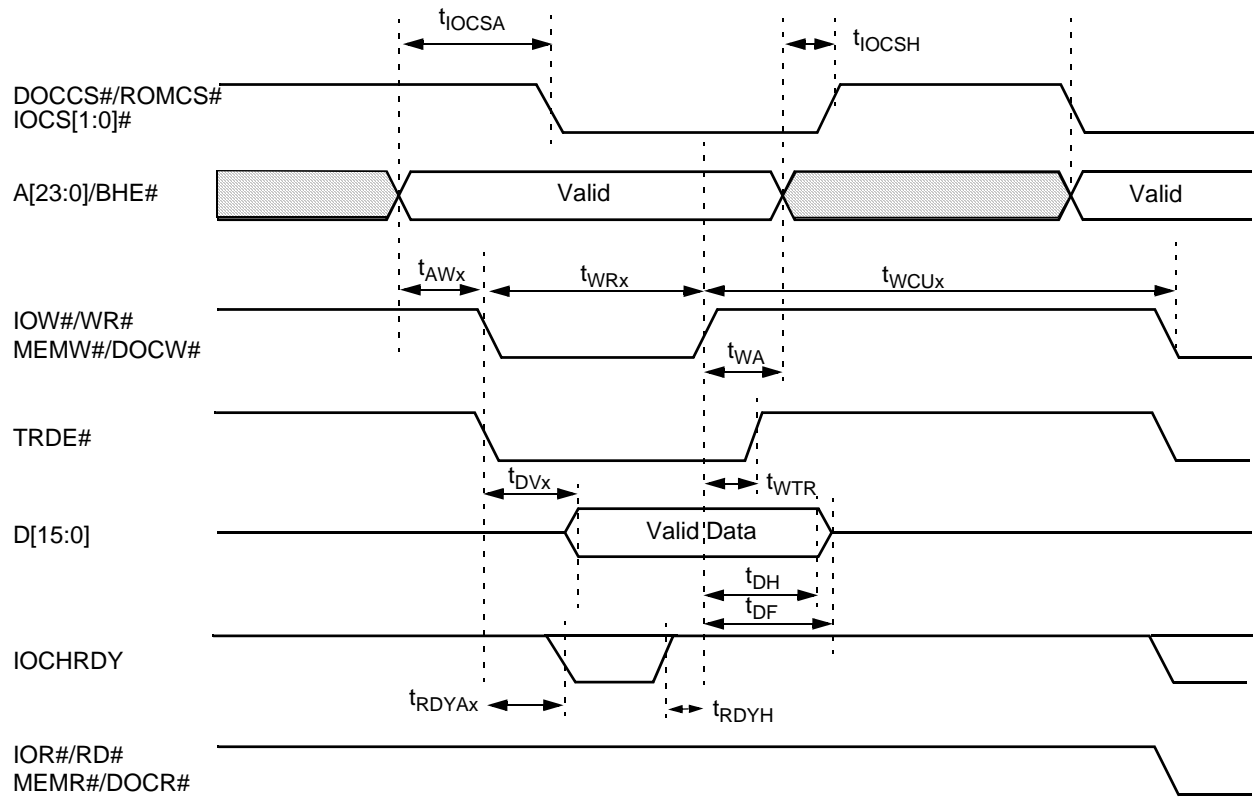 tIOCSA
tIOCSH
DOCCS#/ROMCS#
IOCS[1:0]#
A[23:0]/BHE#
Valid
Valid
tAWx
tWRx
tWCUx
IOW#/WR#
MEMW#/DOCW#
tWA
TRDE#
tDVx
tWTR
D[15:0]
Valid Data
tDH
tDF
IOCHRDY
tRDYAx
tRDYH
IOR#/RD#
MEMR#/DOCR#